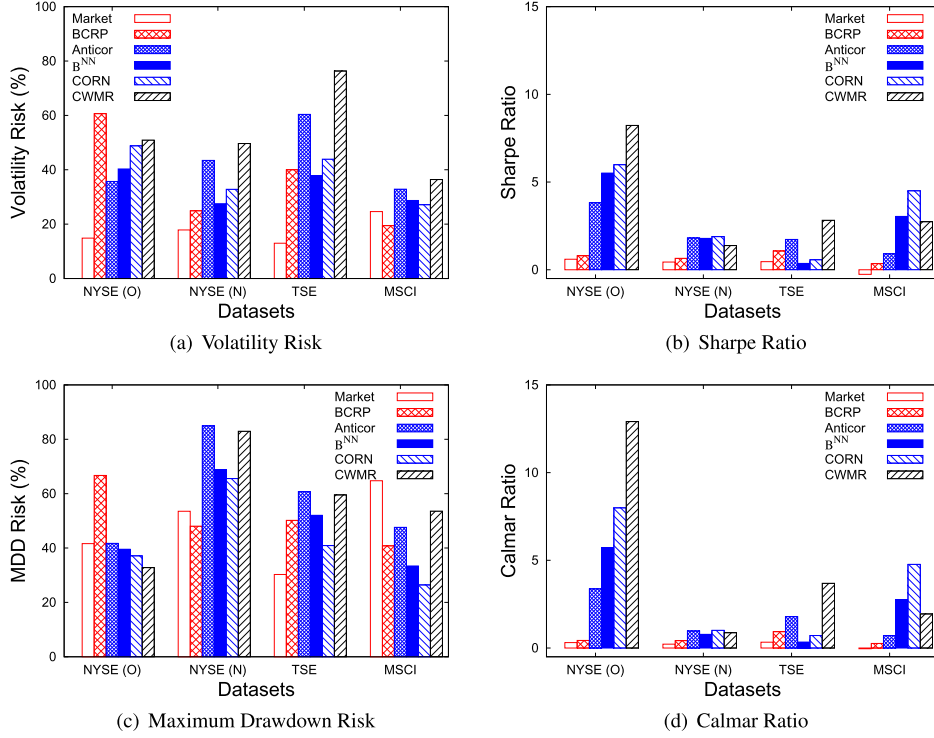 100
80
60
40
20
0
Volatility Risk (%)
Market
BCRP
Anticor
B^NN
CORN
CWMR
NYSE (O)
NYSE (N)
TSE
MSCI
Datasets
(a) Volatility Risk
15
10
5
0
Sharpe Ratio
Market
BCRP
Anticor
B^NN
CORN
CWMR
NYSE (O)
NYSE (N)
TSE
MSCI
Datasets
(b) Sharpe Ratio
100
80
60
40
20
0
MDD Risk (%)
Market
BCRP
Anticor
B^NN
CORN
CWMR
NYSE (O)
NYSE (N)
TSE
MSCI
Datasets
(c) Maximum Drawdown Risk
15
10
5
0
Calmar Ratio
Market
BCRP
Anticor
B^NN
CORN
CWMR
NYSE (O)
NYSE (N)
TSE
MSCI
Datasets
(d) Calmar Ratio